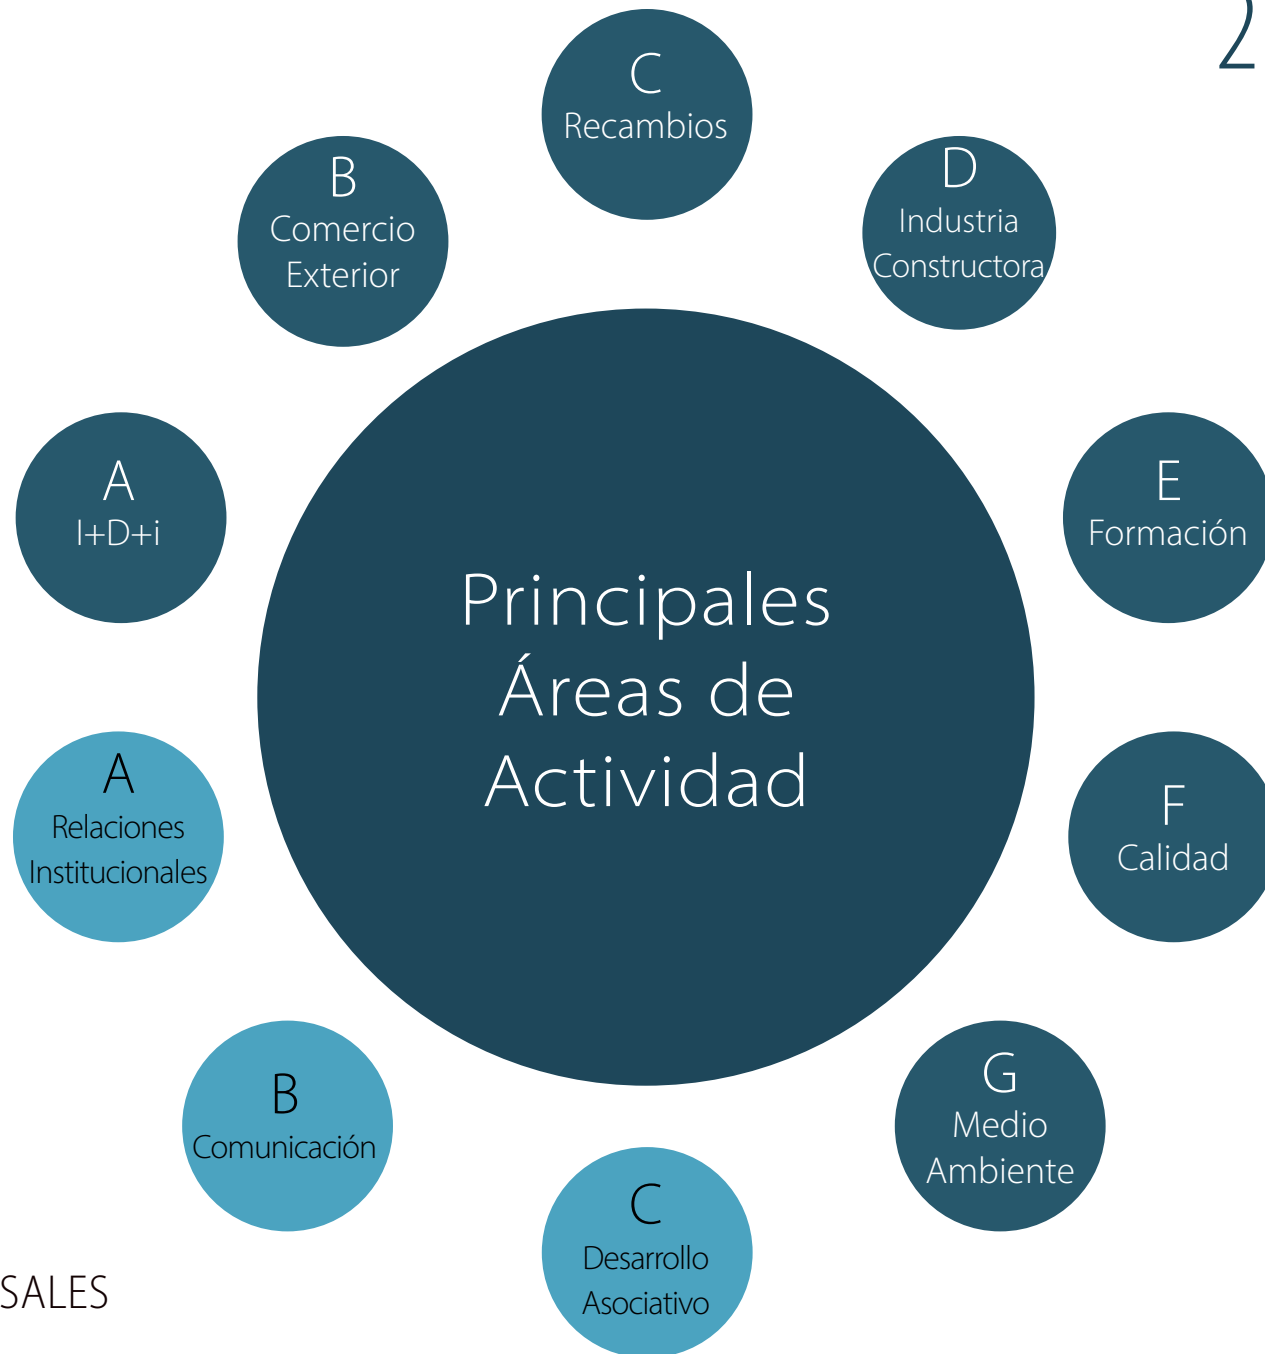 2
C
Recambios
B
Comercio
Exterior
D
Industria
Constructora
A
I+D+i
E
Formación
Principales
Áreas de
Actividad
A
Relaciones
Institucionales
F
Calidad
B
Comunicación
G
Medio
Ambiente
C
Desarrollo
Asociativo
SALES